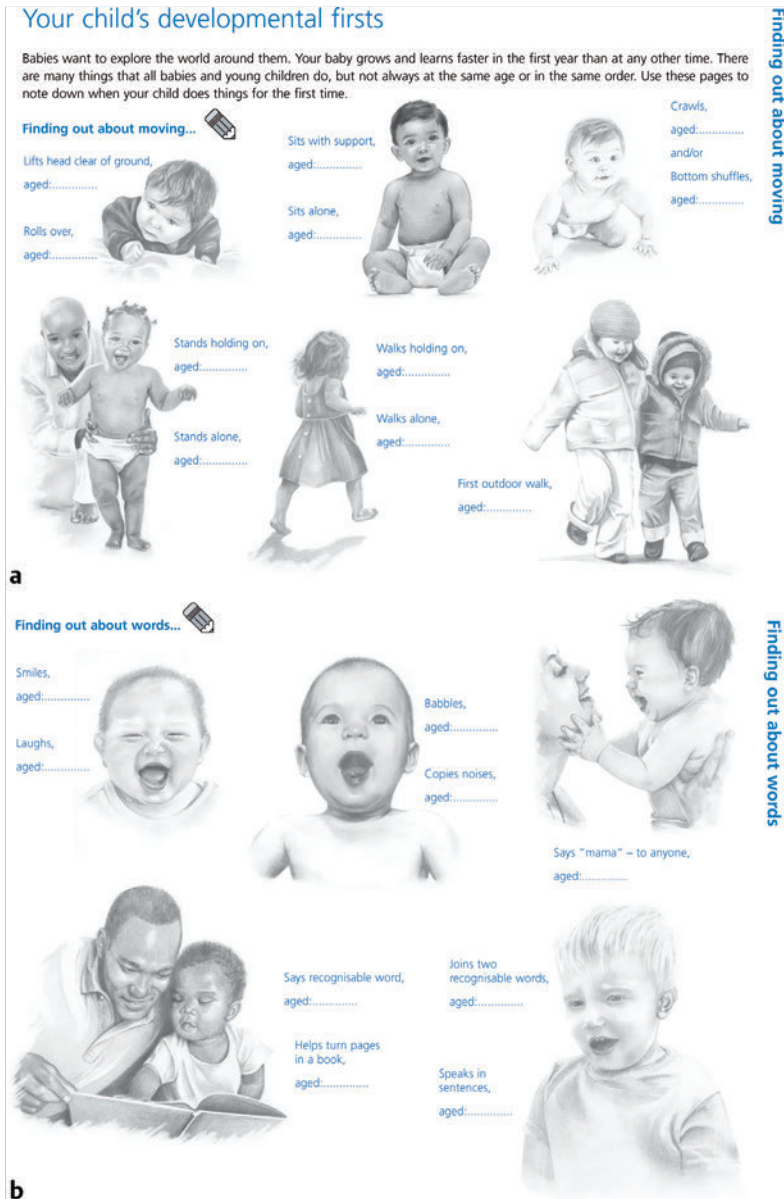 Your child's developmental firsts
Babies want to explore the world around them. Your baby grows and learns faster in the first year than at any other time. There
are many things that all babies and young children do, but not always at the same age or in the same order. Use these pages to
note down when your child does things for the first time.
Finding out about moving...
Lifts head clear of ground,
aged:..............
Rolls over,
aged:..............
Sits with support,
aged:..............
Sits alone,
aged:..............
Crawls,
aged:..............
and/or
Bottom shuffles,
aged:..............
Finding out about moving
Stands holding on,
aged:..............
Stands alone,
aged:..............
Walks holding on,
aged:..............
Walks alone,
aged:..............
First outdoor walk,
aged:..............
a
Finding out about words...
Smiles,
aged:..............
Laughs,
aged:..............
Babbles,
aged:..............
Copies noises,
aged:..............
Says "mama" – to anyone,
aged:..............
Finding out about words
Says recognisable word,
aged:..............
Helps turn pages
in a book,
aged:..............
Joins two
recognisable words,
aged:..............
Speaks in
sentences,
aged:..............
b